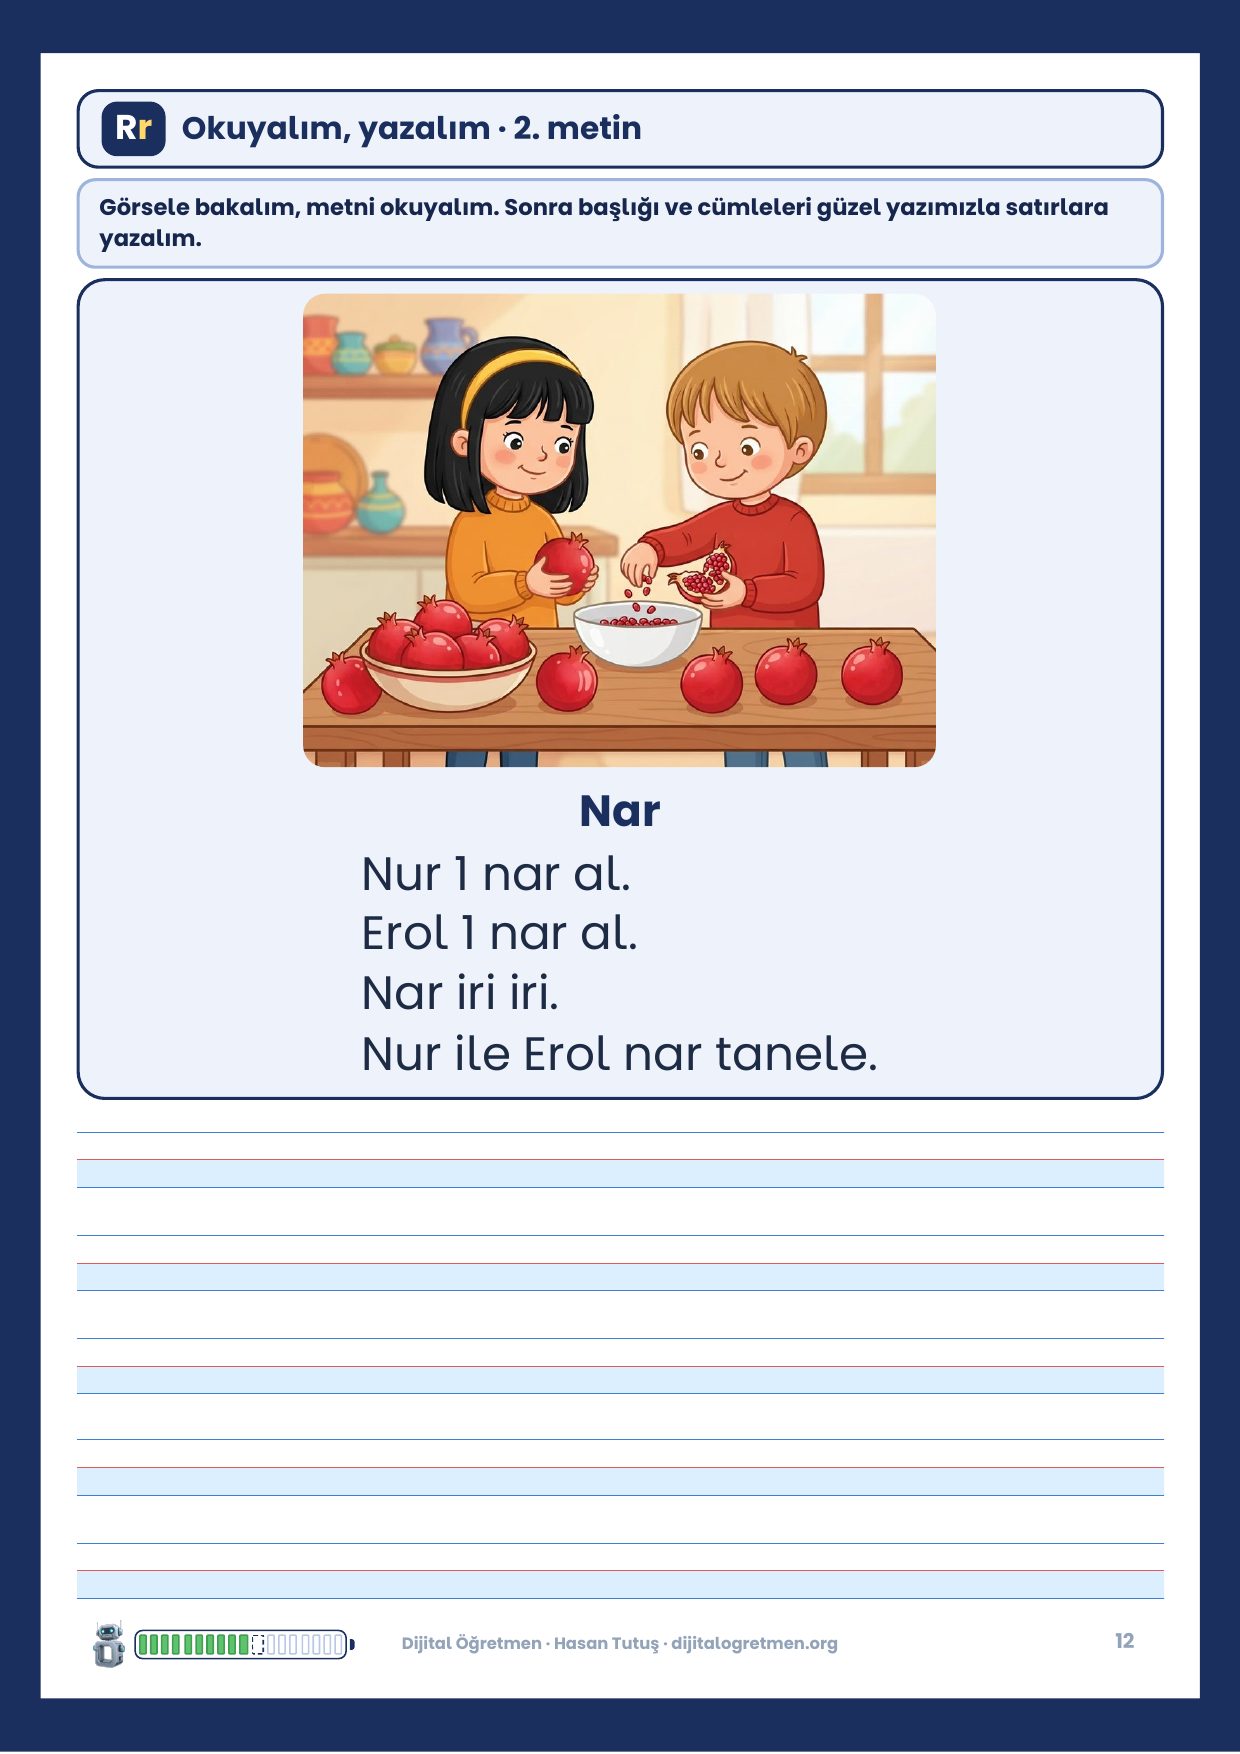 Rr Okuyalım, yazalım · 2. metin
Görsele bakalım, metni okuyalım. Sonra başlığı ve cümleleri güzel yazımızla satırlara
yazalım.
Nar
Nur 1 nar al.
Erol 1 nar al.
Nar iri iri.
Nur ile Erol nar tanele.
Dijital Öğretmen · Hasan Tutuş · dijitalogretmen.org
12